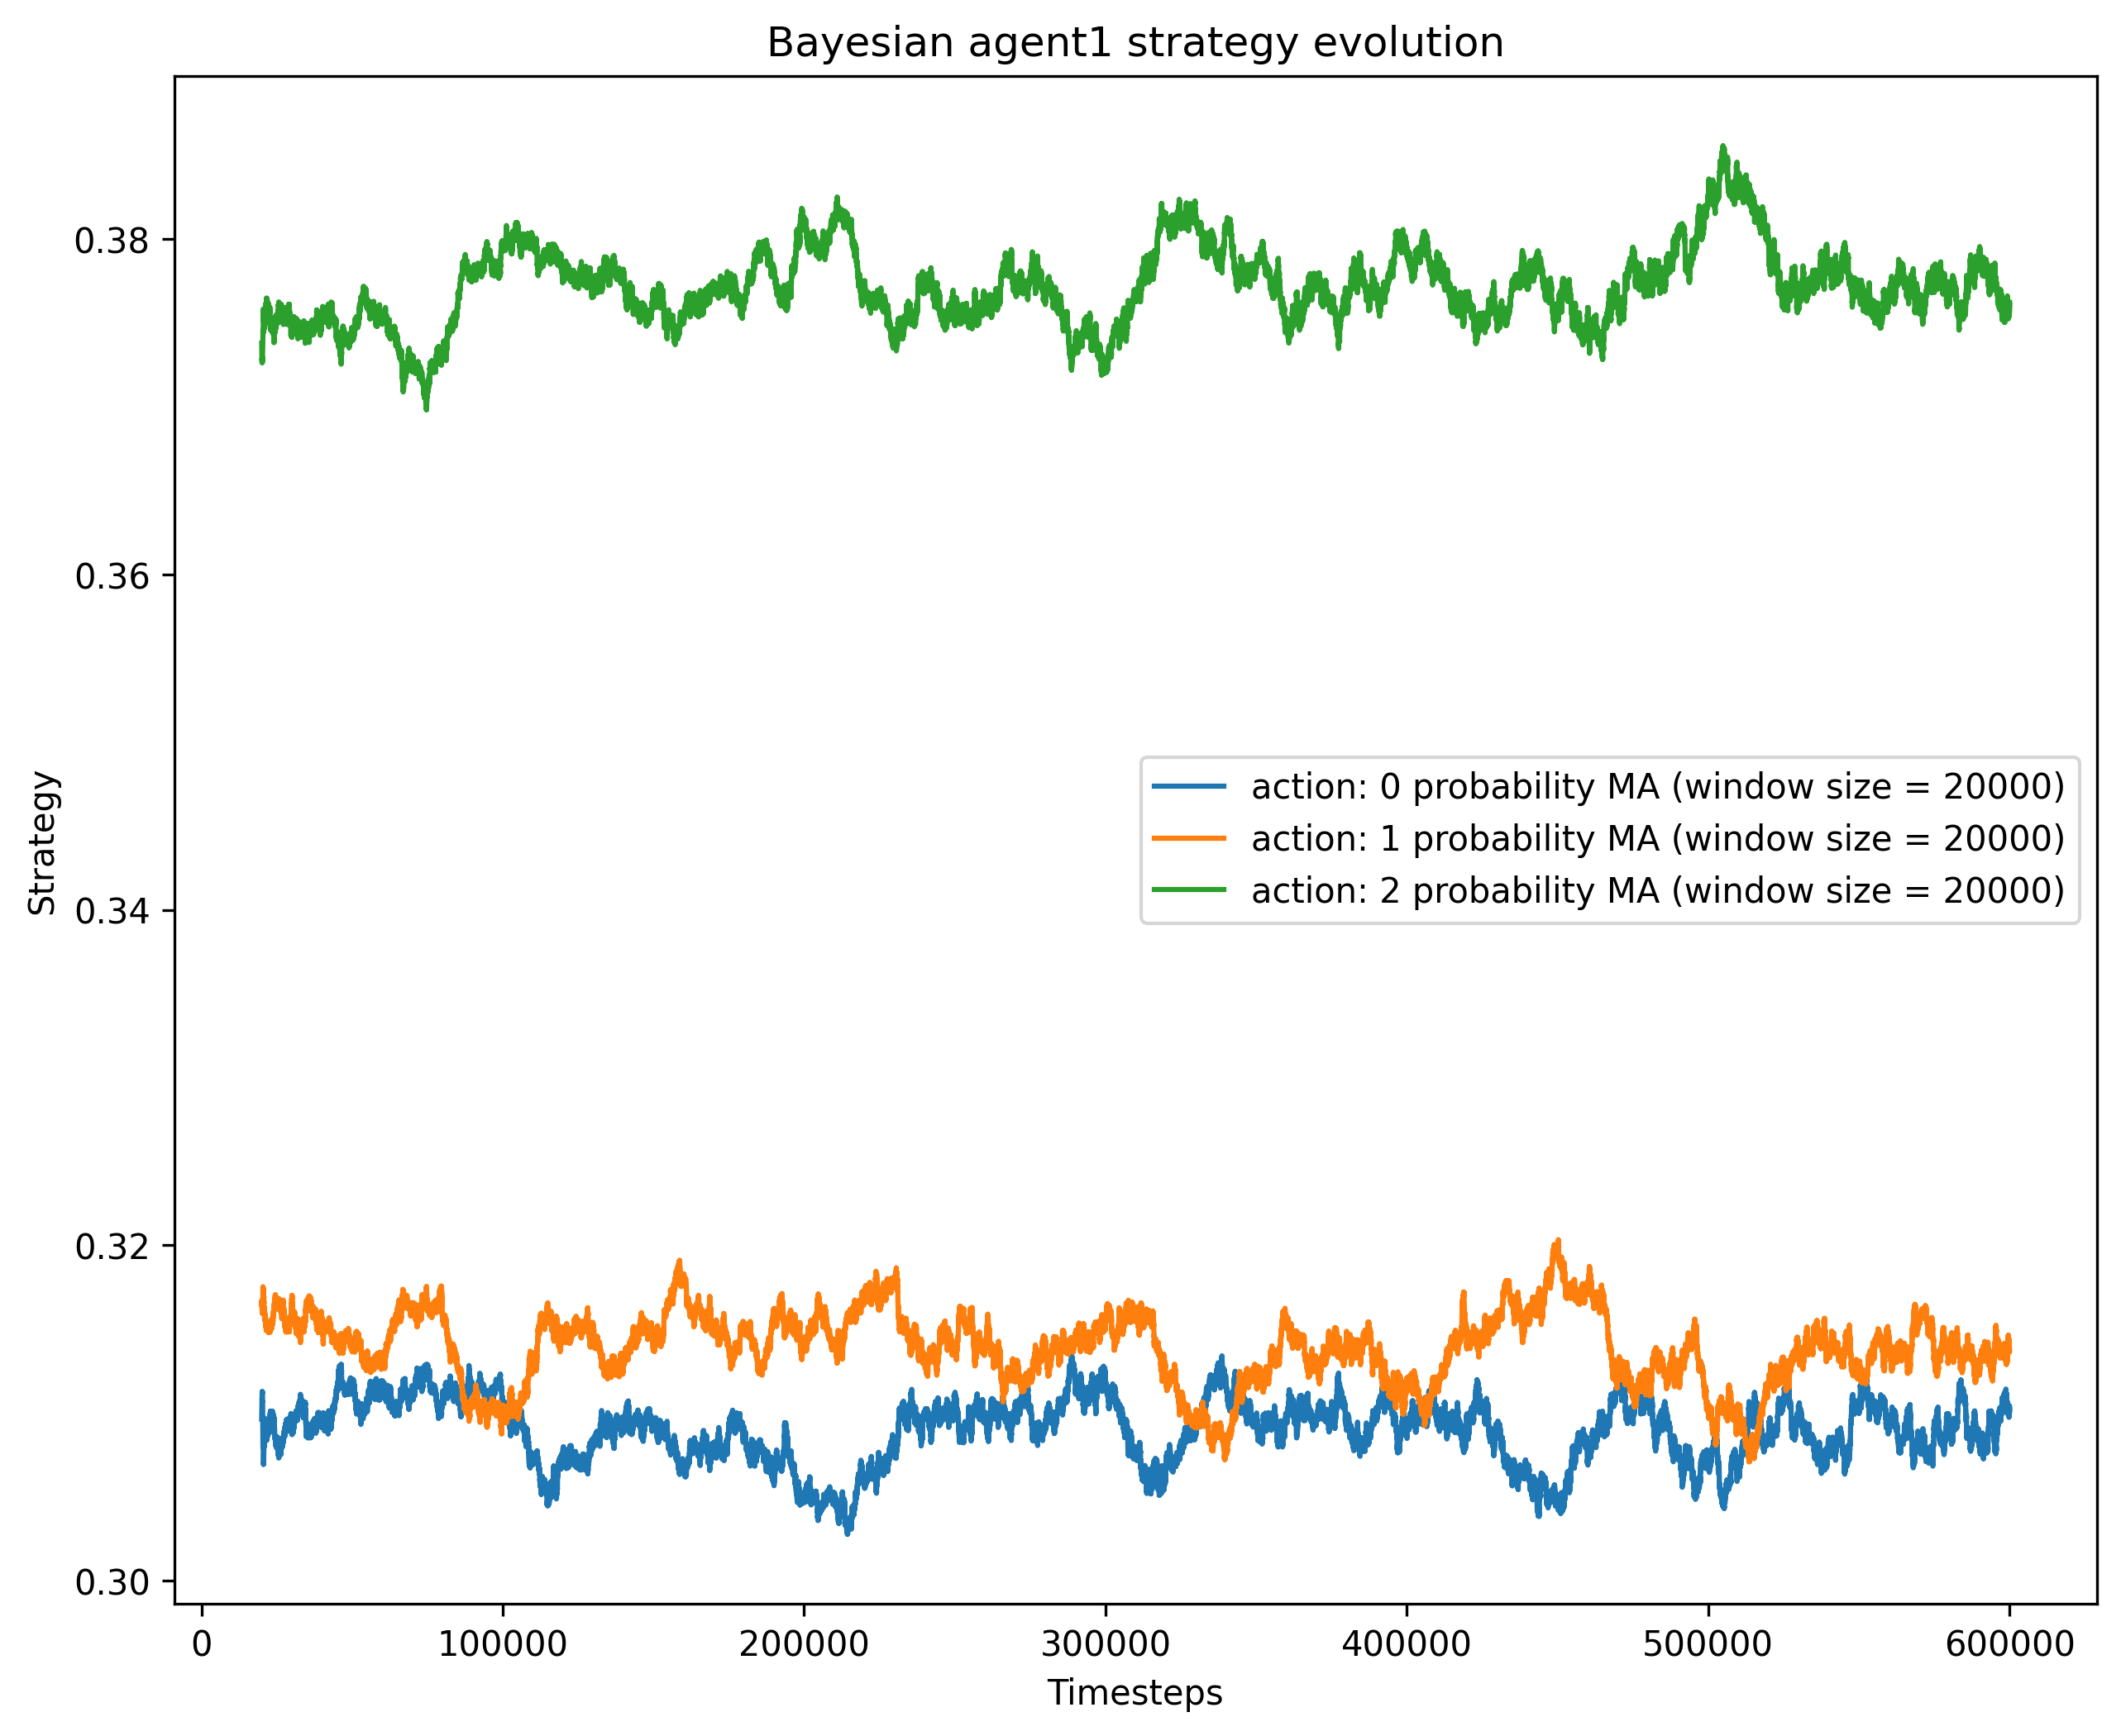 Bayesian agent1 strategy evolution
0.38
0.36
0.34
0.32
0.30
Strategy
action: 0 probability MA (window size = 20000)
action: 1 probability MA (window size = 20000)
action: 2 probability MA (window size = 20000)
0
100000
200000
300000
400000
500000
600000
Timesteps